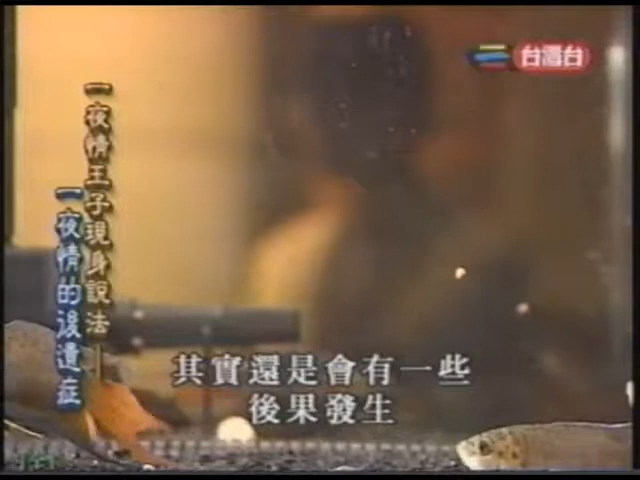 台灣台
一夜情王子現身說法—
一夜情的後遺症
其實還是會有一些
後果發生